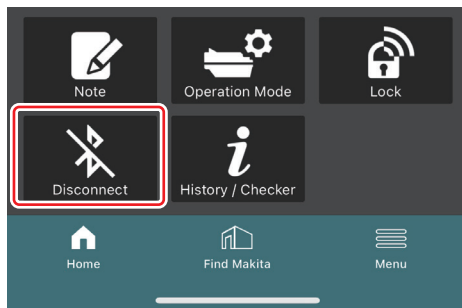 Note
Operation Mode
Lock
Disconnect
History / Checker
Home
Find Makita
Menu